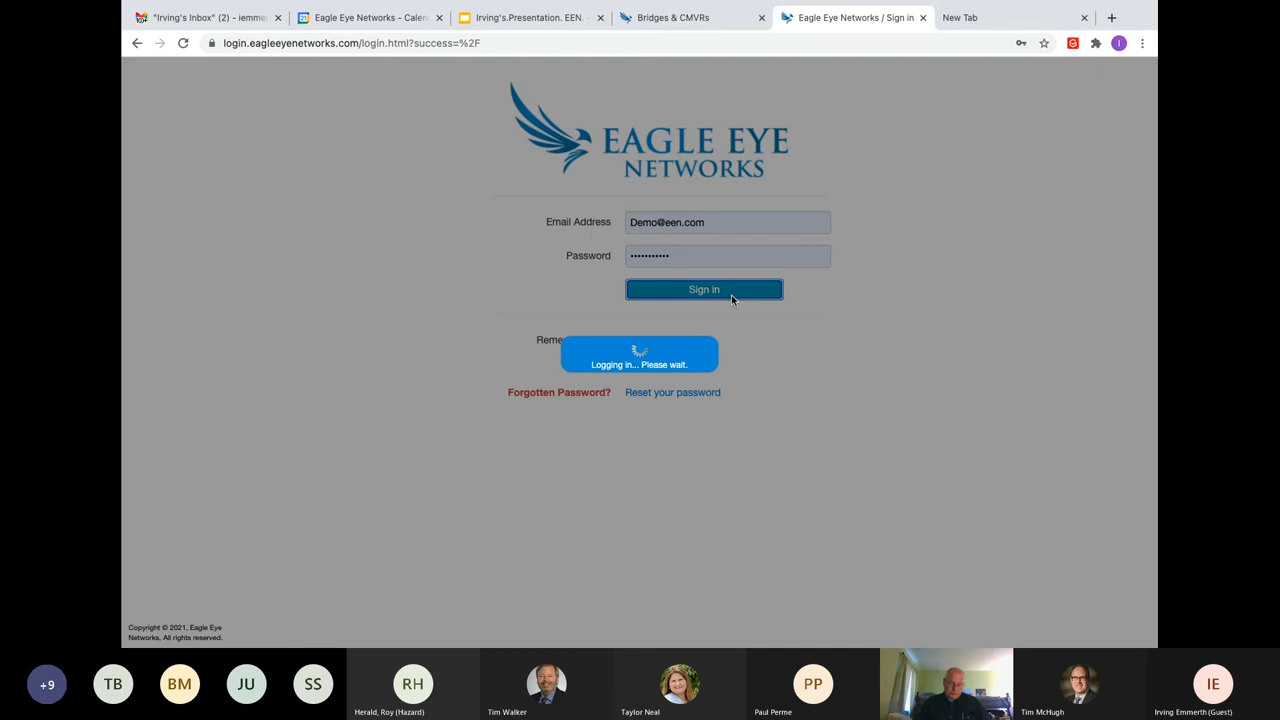 "Irving's Inbox" (2) - iemme
Eagle Eye Networks - Calen
Irving's.Presentation. EEN.
Bridges & CMVRs
Eagle Eye Networks / Sign in
New Tab
login.eagleeyenetworks.com/login.html?success=%2F
I
EAGLE EYE
NETWORKS
Email Address
Demo@een.com
Password
•••••••••••
Sign in
Reme
Logging in... Please wait.
Forgotten Password?
Reset your password
Copyright © 2021, Eagle Eye
Networks, All rights reserved.
+9
TB
BM
JU
SS
RH
PP
IE
Herald, Roy (Hazard)
Tim Walker
Taylor Neal
Paul Perme
Tim McHugh
Irving Emmerth (Guest)